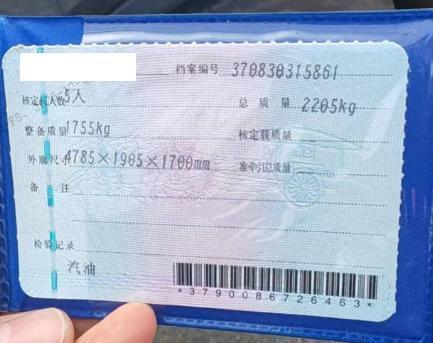 档案编号 370830315861
核定载人数 5人 总质量 2205kg
整备质量 1755kg 核定载质量
外廓尺寸 4785×1905×1700mm 准牵引总质量
备注
检验记录
汽油
*3790086726463*